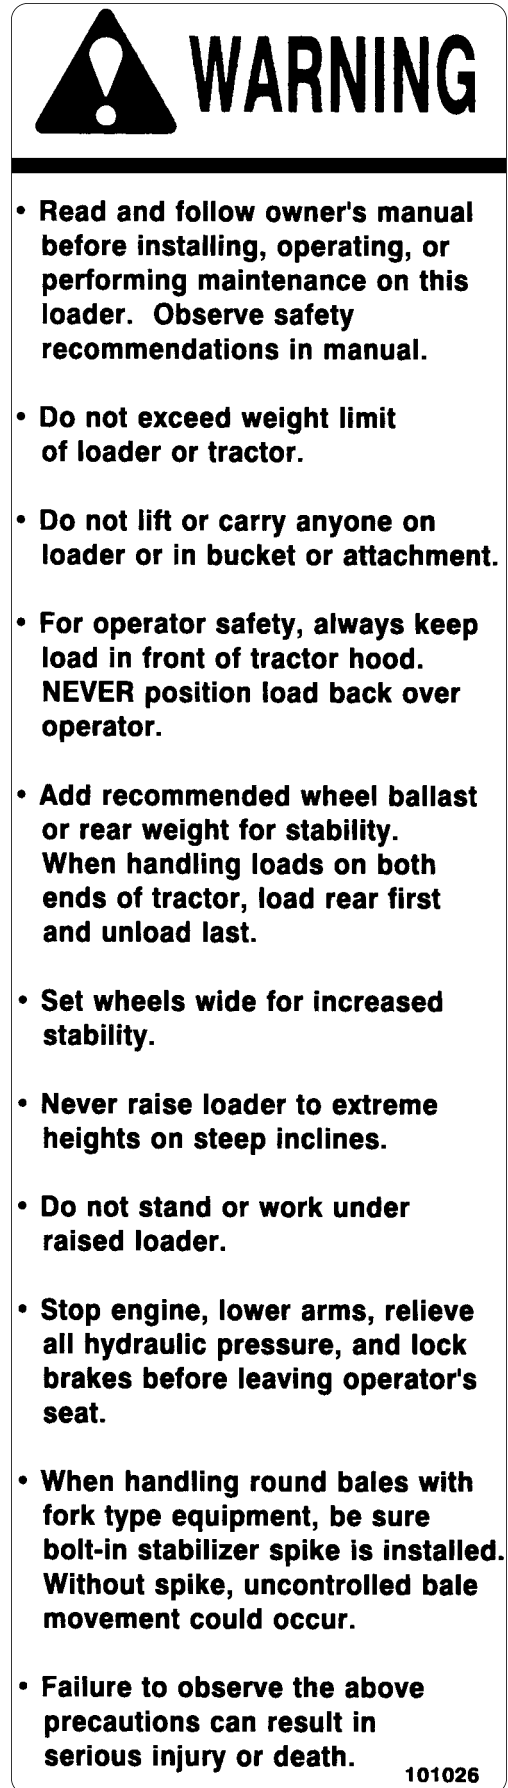 WARNING
• Read and follow owner's manual
before installing, operating, or
performing maintenance on this
loader.  Observe safety
recommendations in manual.
• Do not exceed weight limit
of loader or tractor.
• Do not lift or carry anyone on
loader or in bucket or attachment.
• For operator safety, always keep
load in front of tractor hood.
NEVER position load back over
operator.
• Add recommended wheel ballast
or rear weight for stability.
When handling loads on both
ends of tractor, load rear first
and unload last.
• Set wheels wide for increased
stability.
• Never raise loader to extreme
heights on steep inclines.
• Do not stand or work under
raised loader.
• Stop engine, lower arms, relieve
all hydraulic pressure, and lock
brakes before leaving operator's
seat.
• When handling round bales with
fork type equipment, be sure
bolt-in stabilizer spike is installed.
Without spike, uncontrolled bale
movement could occur.
• Failure to observe the above
precautions can result in
serious injury or death.
101026